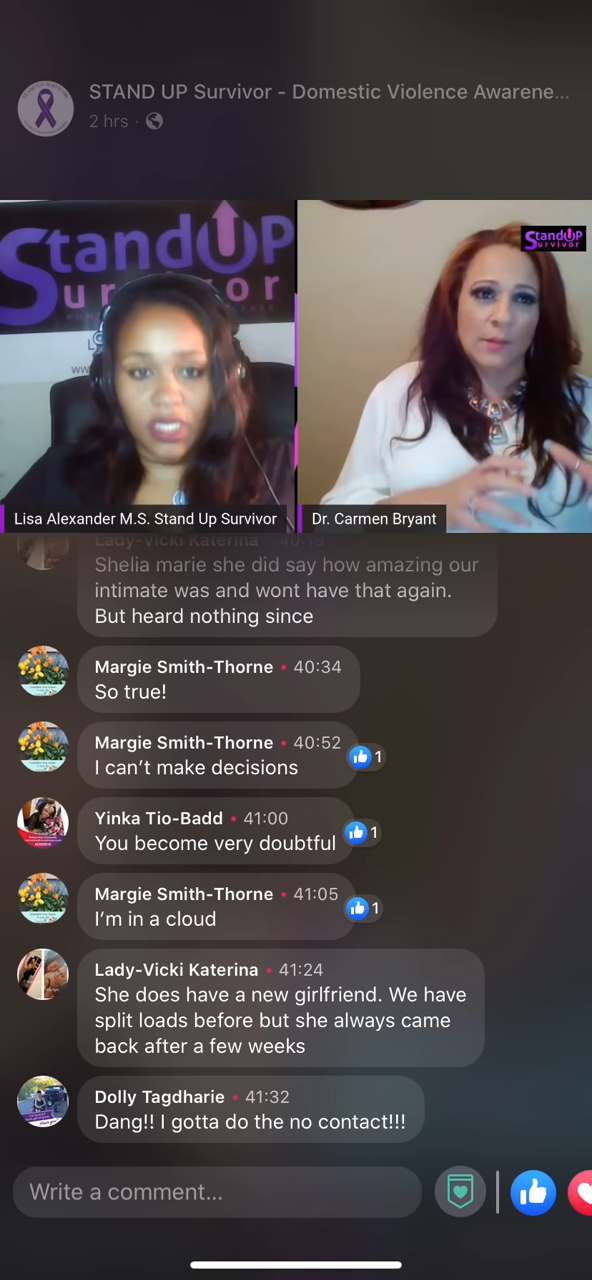 STAND UP Survivor - Domestic Violence Awarene...
2 hrs ·
StandUP
Survivor
StandUP
Survivor
Lisa Alexander M.S. Stand Up Survivor
Dr. Carmen Bryant
Lady-Vicki Katerina • 40:19
Shelia marie she did say how amazing our
intimate was and wont have that again.
But heard nothing since
Margie Smith-Thorne • 40:34
So true!
Margie Smith-Thorne • 40:52
I can’t make decisions
1
Yinka Tio-Badd • 41:00
You become very doubtful
1
Margie Smith-Thorne • 41:05
I’m in a cloud
1
Lady-Vicki Katerina • 41:24
She does have a new girlfriend. We have
split loads before but she always came
back after a few weeks
Dolly Tagdharie • 41:32
Dang!! I gotta do the no contact!!!
Write a comment...